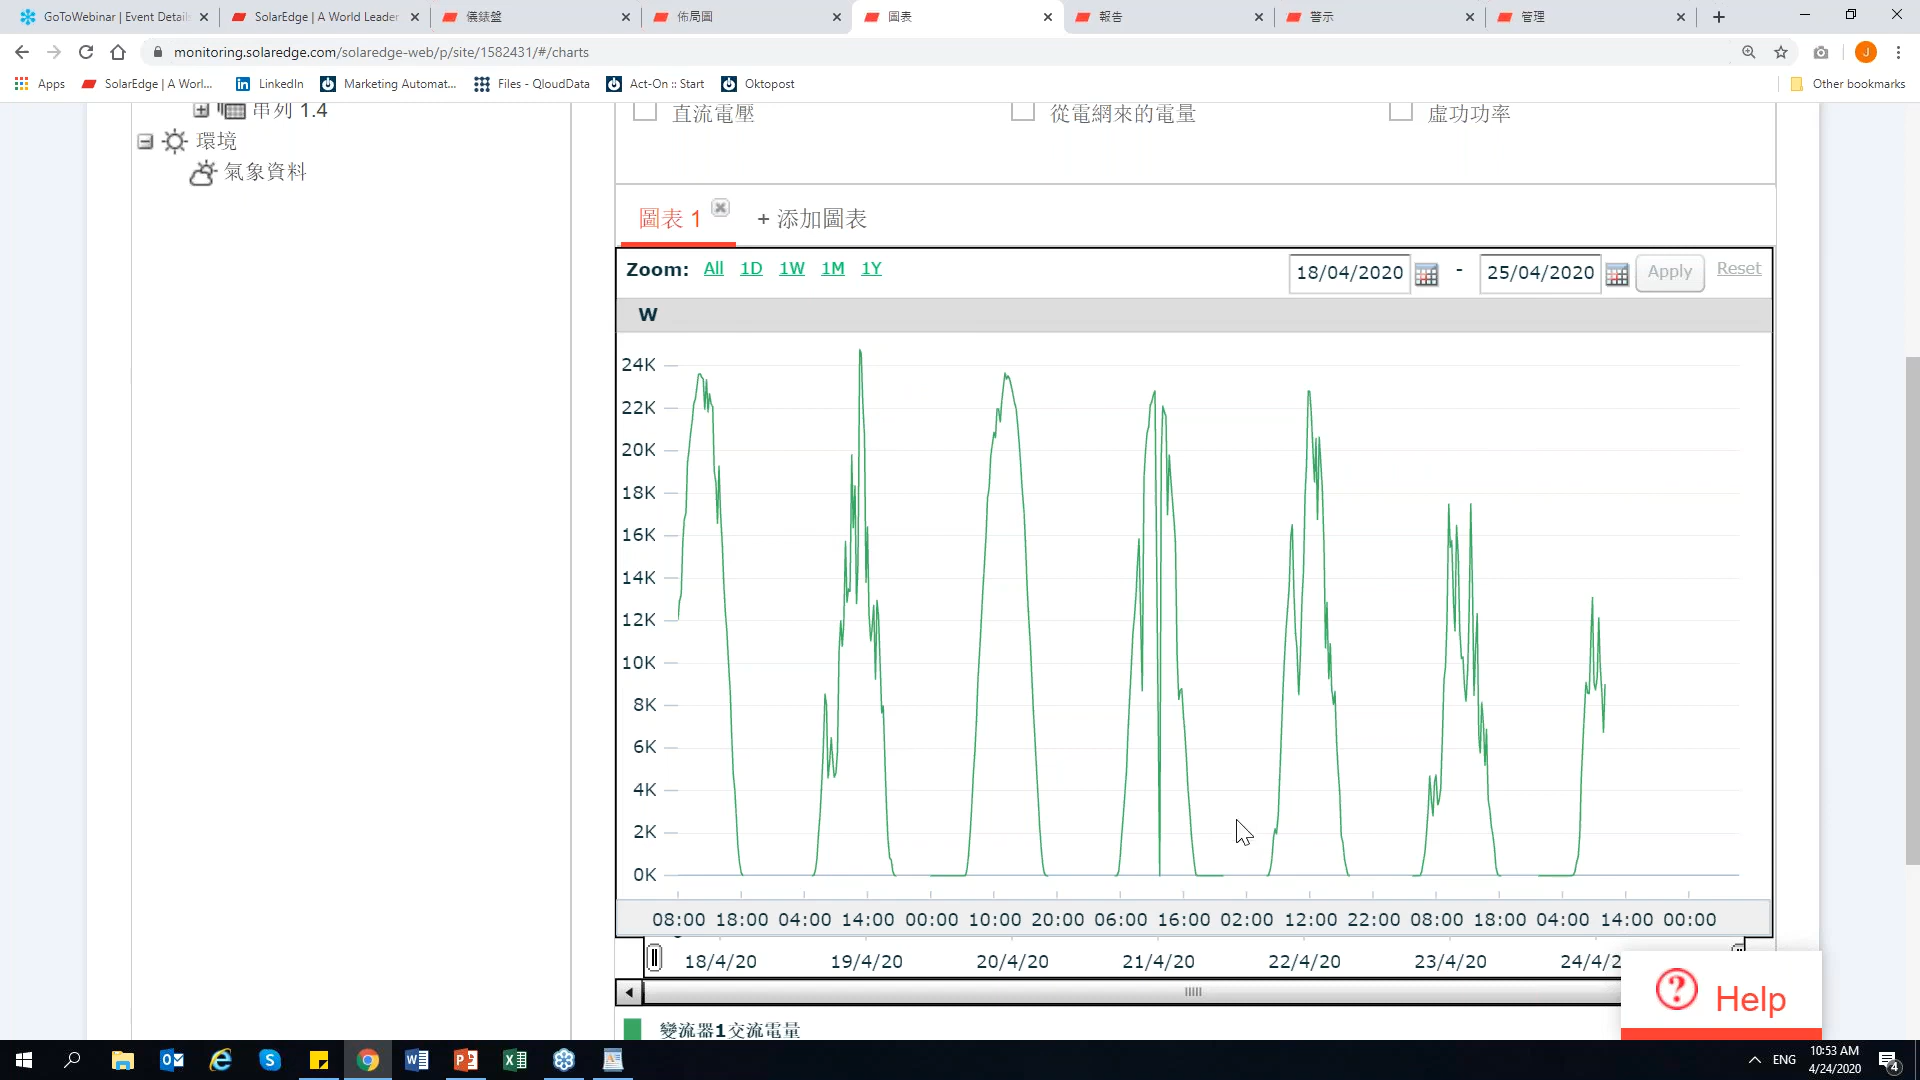 GoToWebinar | Event Details
SolarEdge | A World Leader
儀錶盤
佈局圖
圖表
報告
警示
管理
monitoring.solaredge.com/solaredge-web/p/site/1582431/#/charts
J
Apps
SolarEdge | A Worl...
LinkedIn
Marketing Automat...
Files - QloudData
Act-On :: Start
Oktopost
Other bookmarks
串列 1.4
環境
氣象資料
直流電壓
從電網來的電量
虛功功率
圖表 1
+ 添加圖表
Zoom: All 1D 1W 1M 1Y
18/04/2020 - 25/04/2020 Apply Reset
W
24K
22K
20K
18K
16K
14K
12K
10K
8K
6K
4K
2K
0K
08:00 18:00 04:00 14:00 00:00 10:00 20:00 06:00 16:00 02:00 12:00 22:00 08:00 18:00 04:00 14:00 00:00
18/4/20 19/4/20 20/4/20 21/4/20 22/4/20 23/4/20 24/4/2
? Help
變流器1交流電量
ENG
10:53 AM
4/24/2020
4